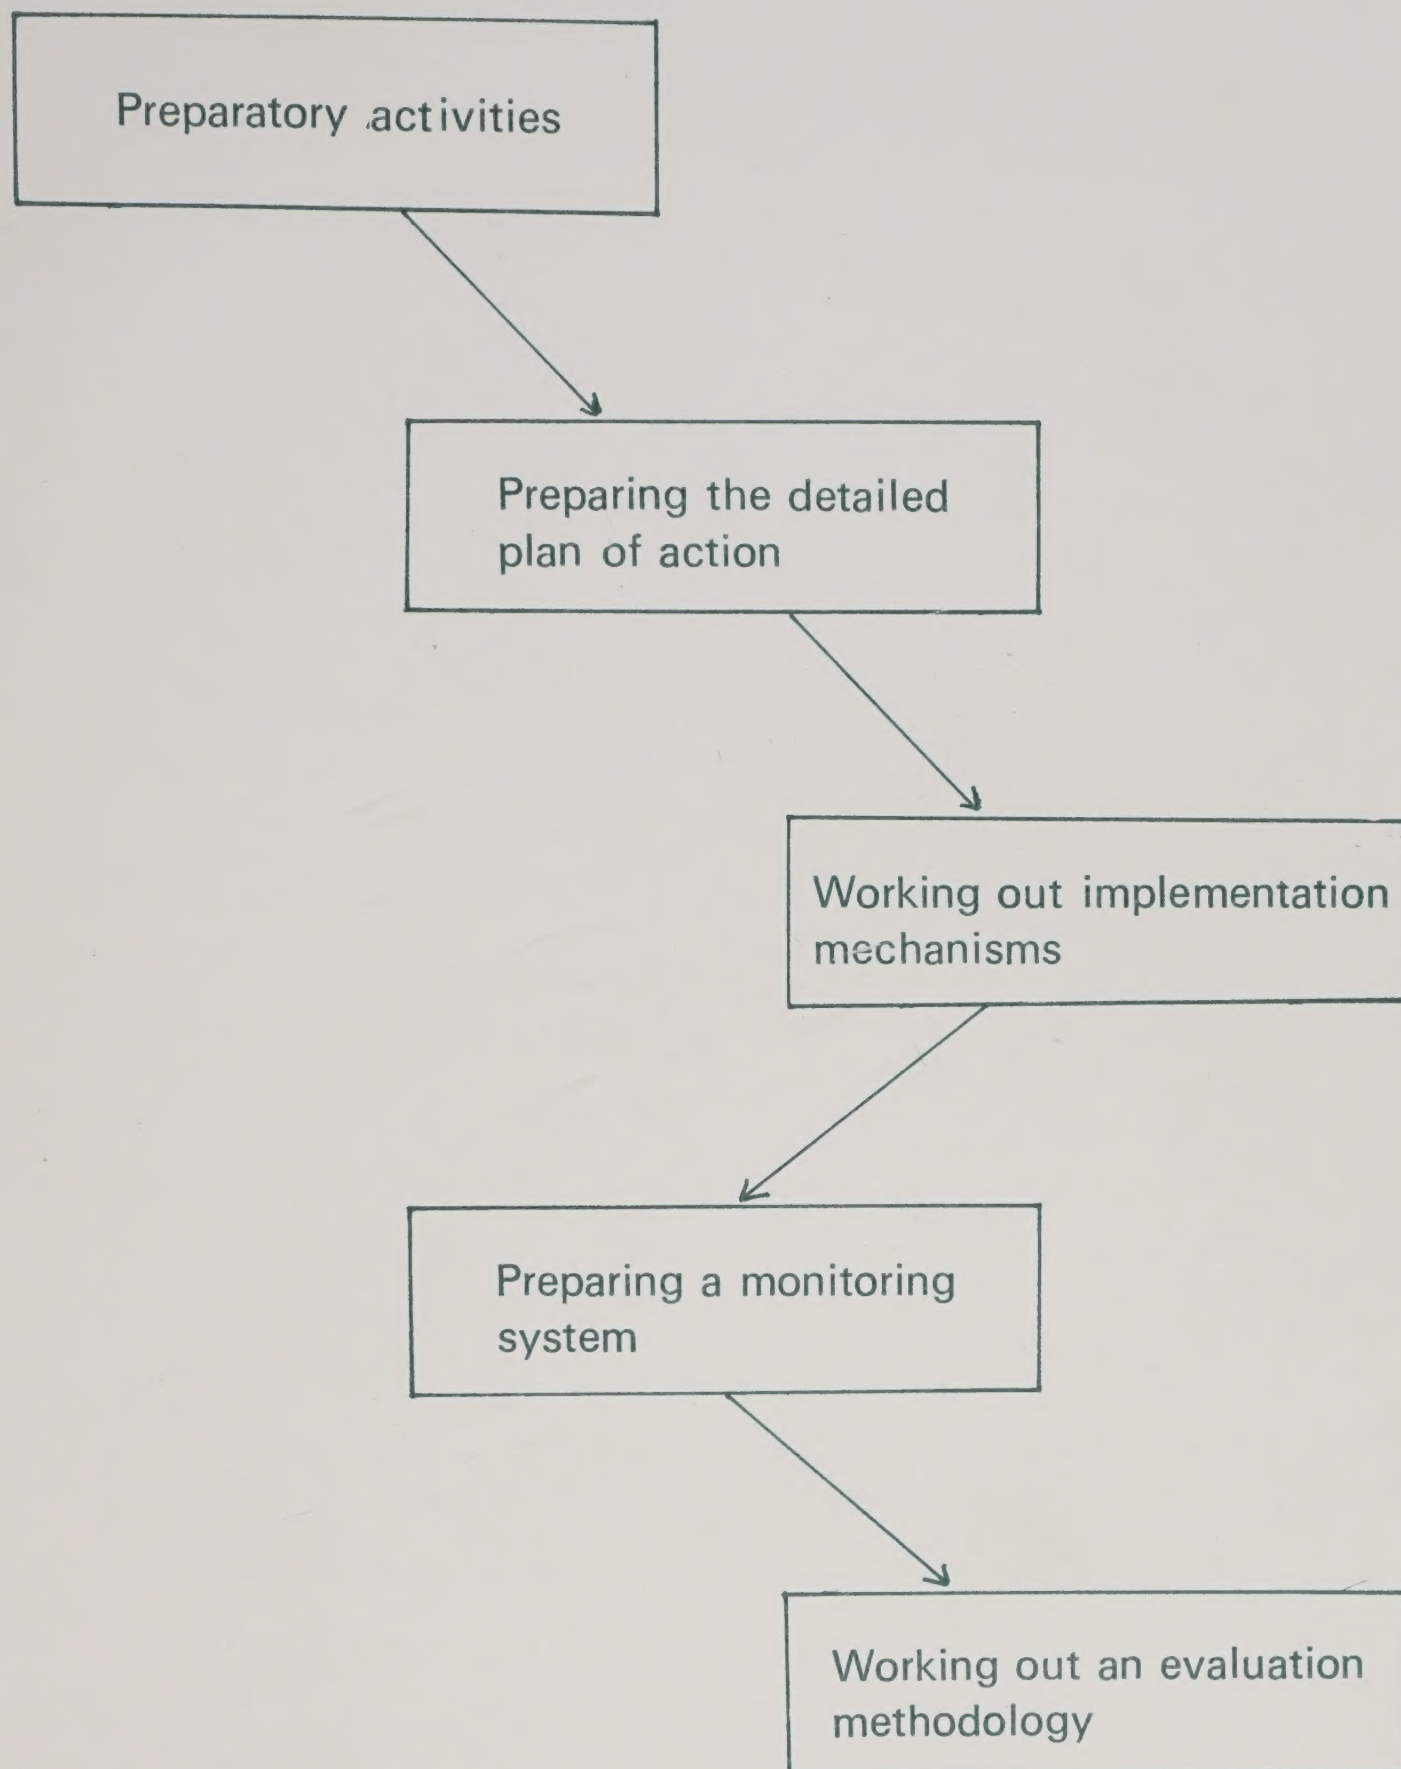 Preparatory activities
Preparing the detailed
plan of action
Working out implementation
mechanisms
Preparing a monitoring
system
Working out an evaluation
methodology